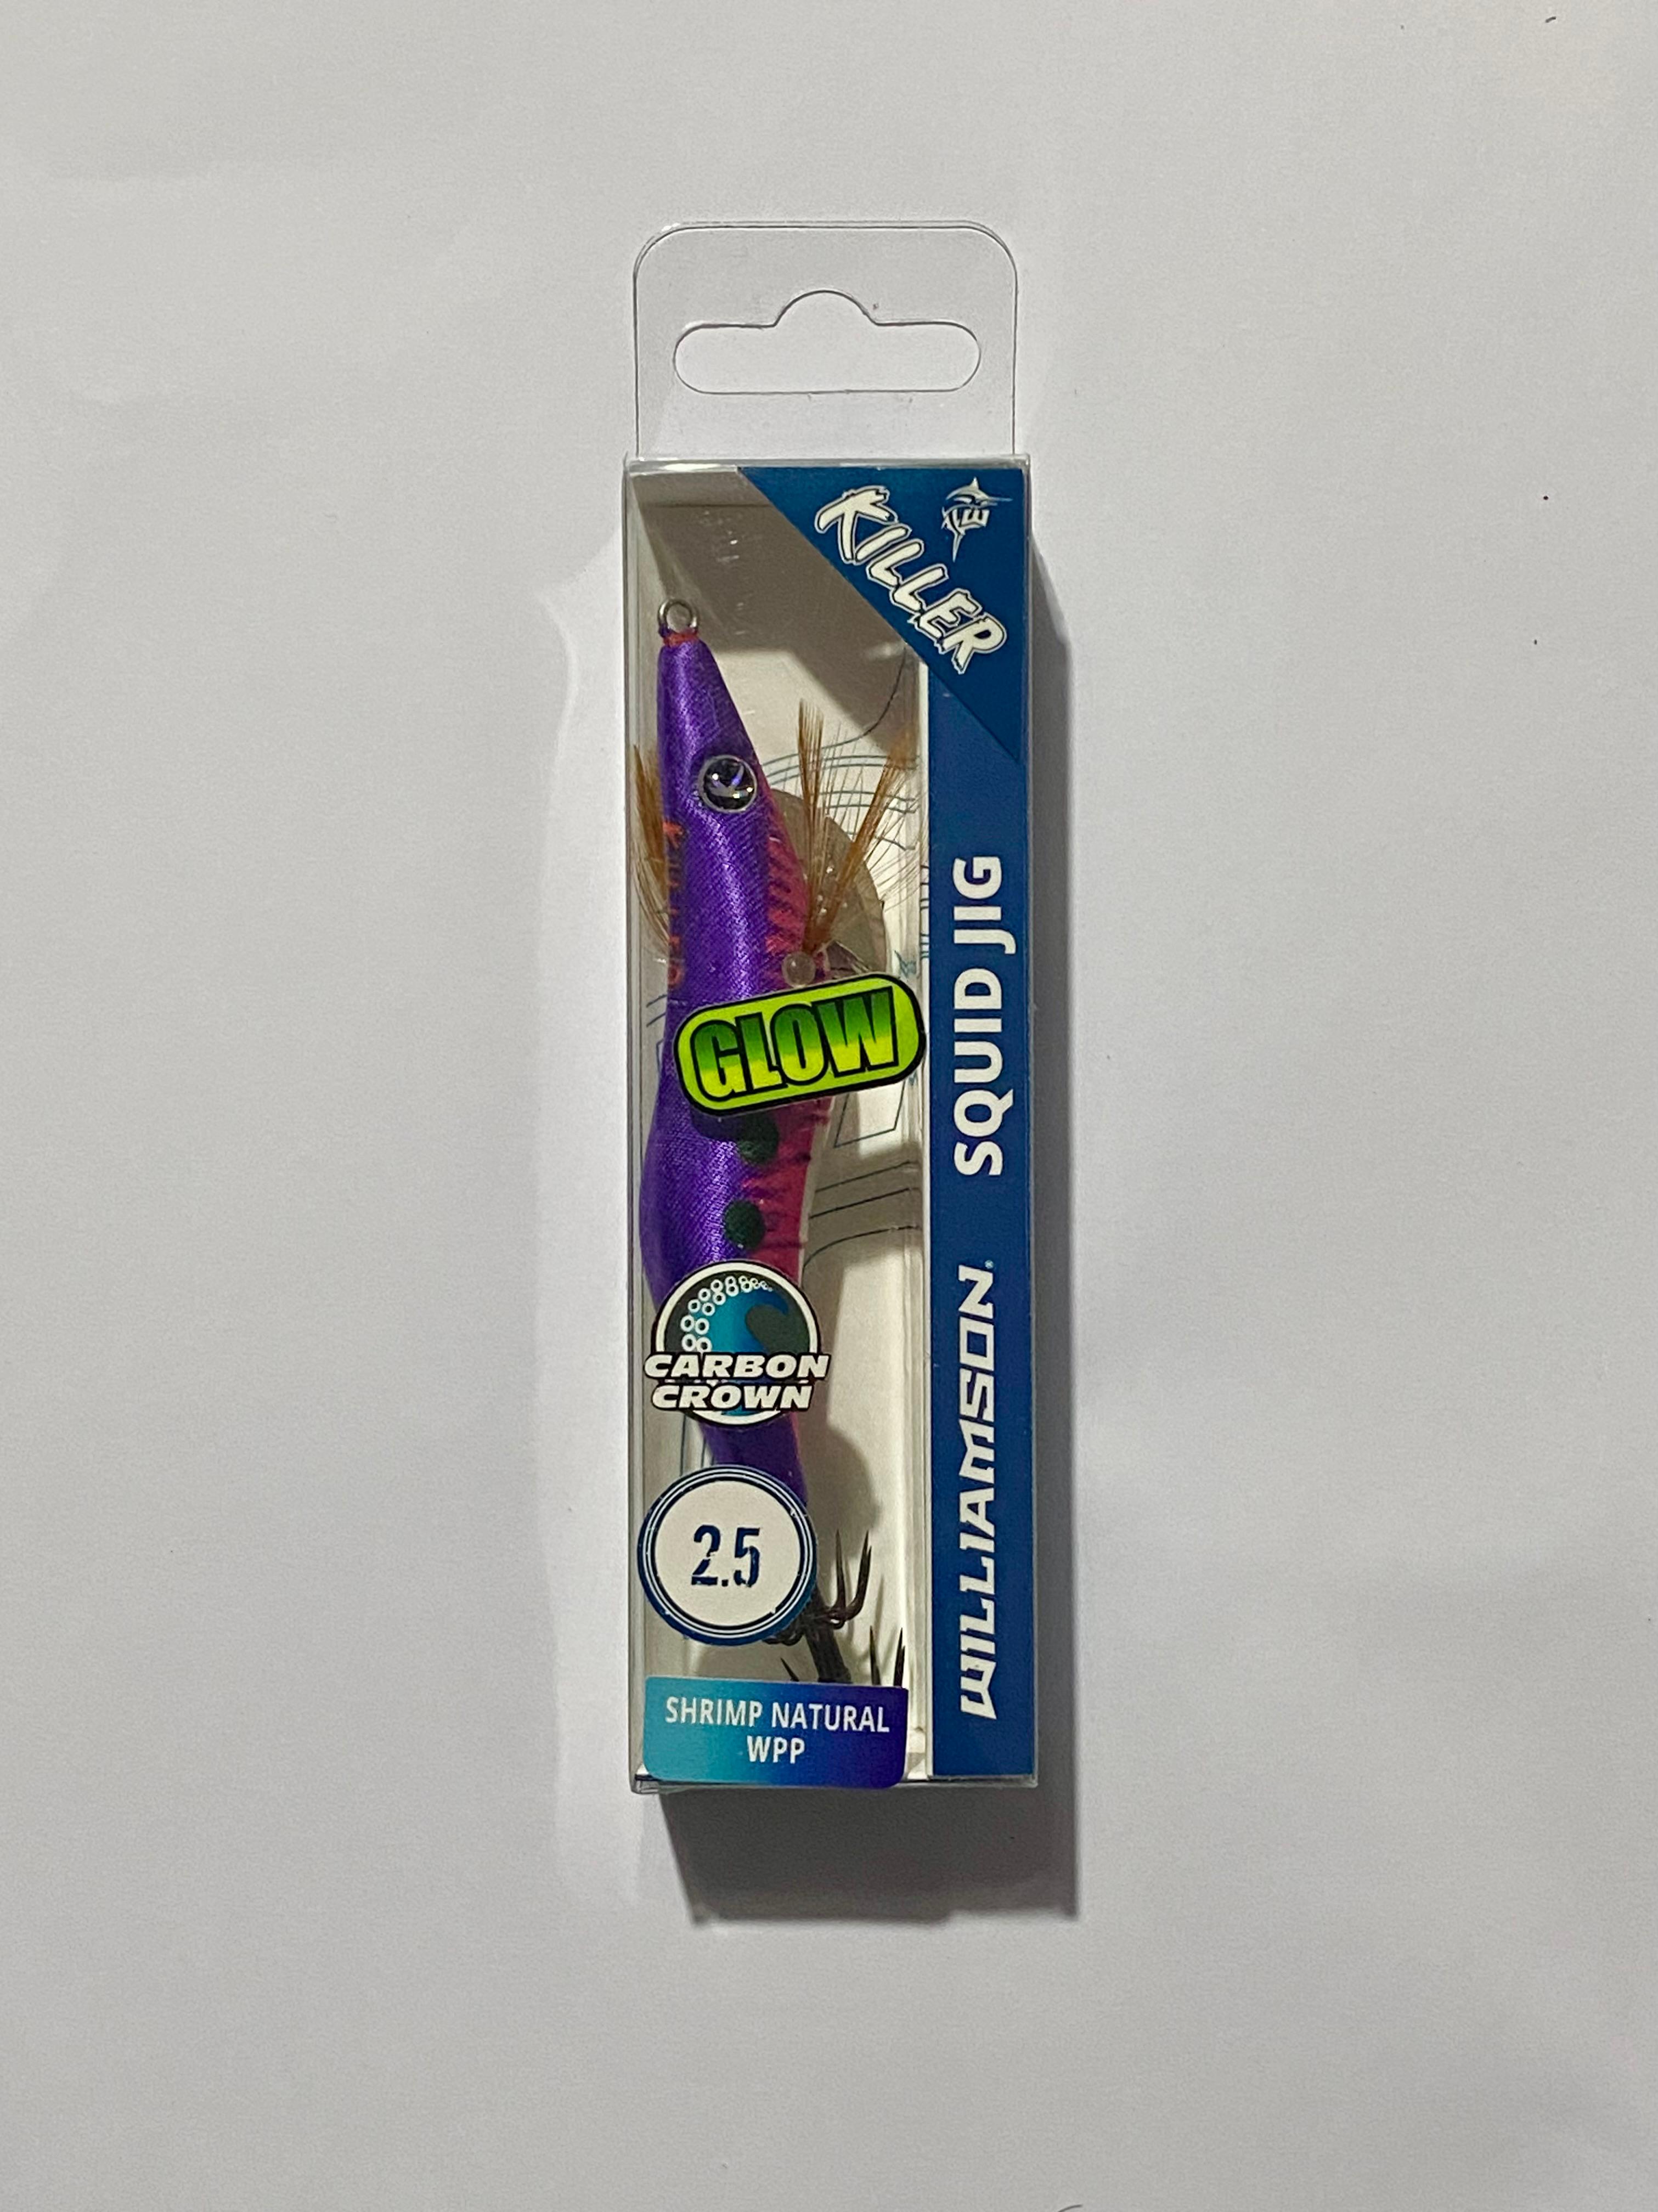 KILLER
SQUID JIG
WILLIAMSON®
GLOW
CARBON
CROWN
2.5
SHRIMP NATURAL
WPP